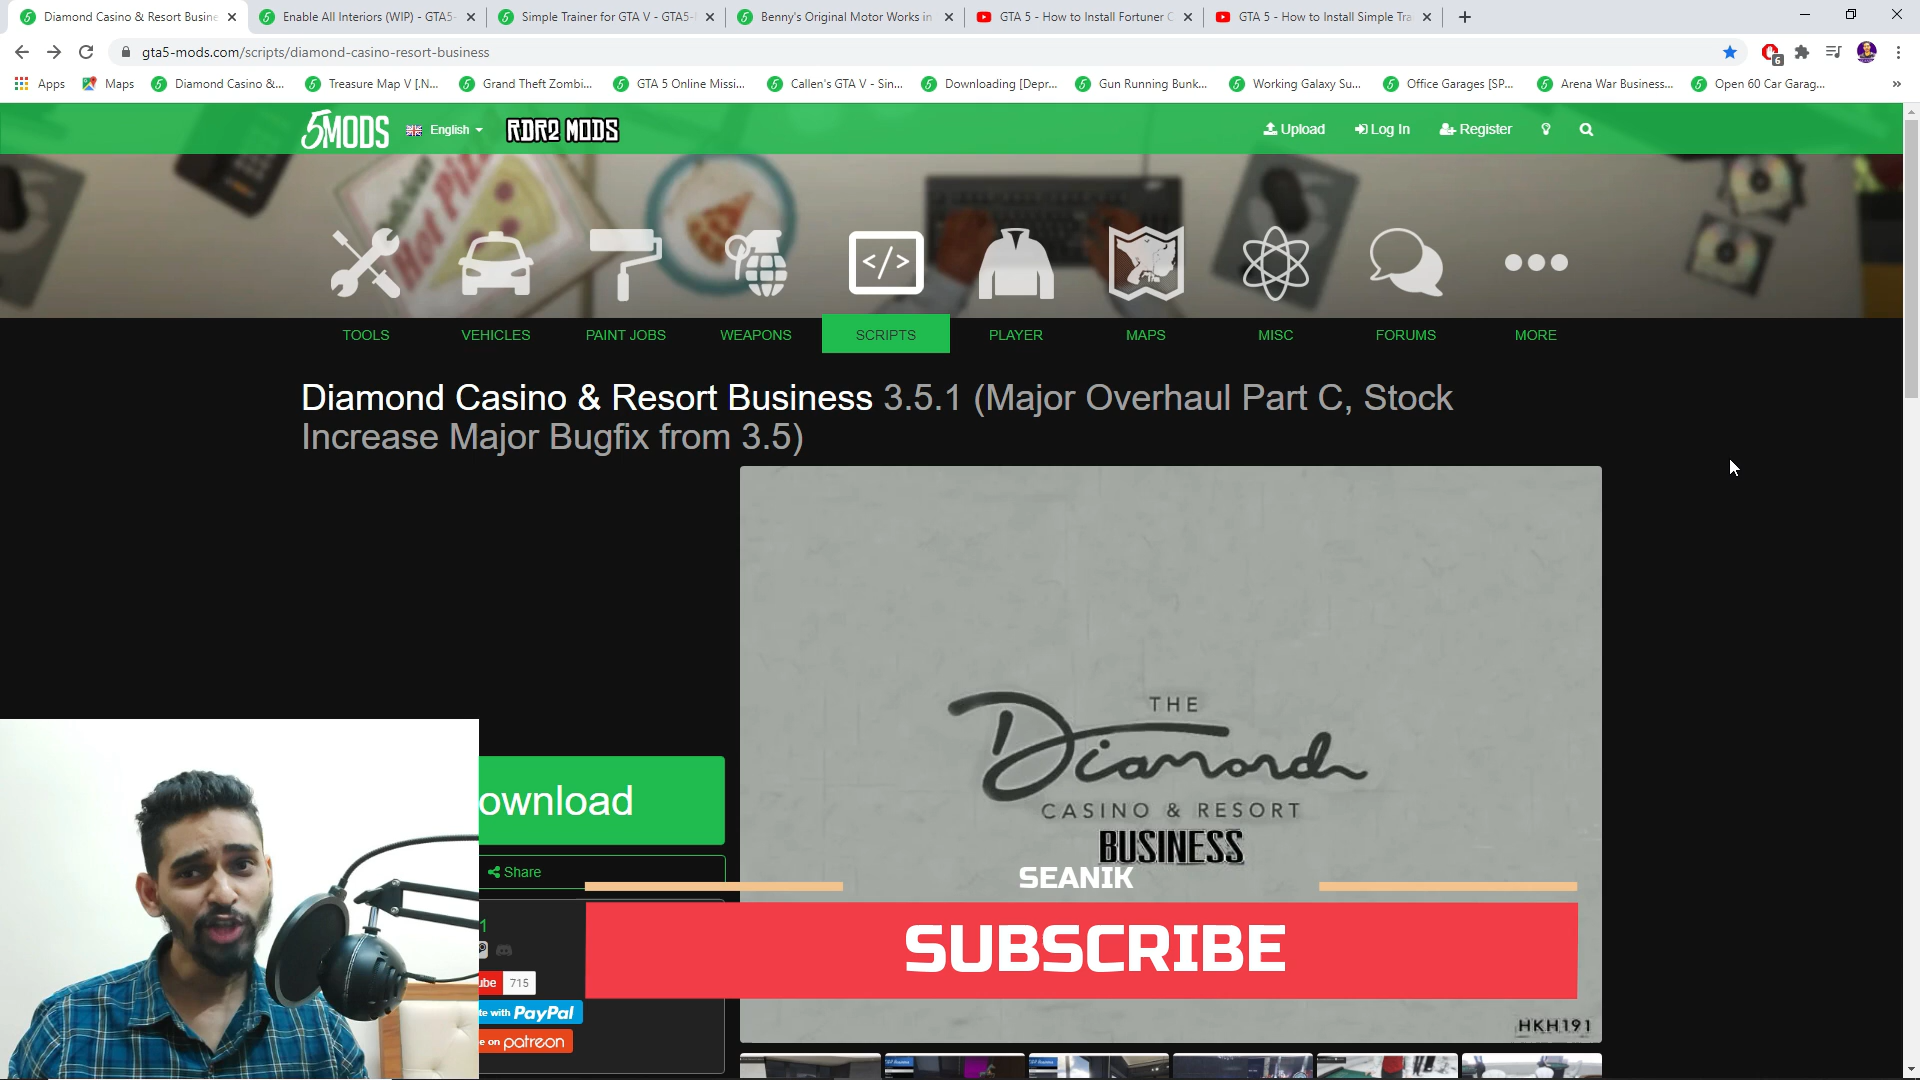 Diamond Casino & Resort Busine
Enable All Interiors (WIP) - GTA5-
Simple Trainer for GTA V - GTA5-
Benny's Original Motor Works in
GTA 5 - How to Install Fortuner C
GTA 5 - How to Install Simple Tra
gta5-mods.com/scripts/diamond-casino-resort-business
6
Apps
Maps
Diamond Casino &...
Treasure Map V [.N...
Grand Theft Zombi...
GTA 5 Online Missi...
Callen's GTA V - Sin...
Downloading [Depr...
Gun Running Bunk...
Working Galaxy Su...
Office Garages [SP...
Arena War Business...
Open 60 Car Garag...
5MODS
English
RDR2 MODS
Upload
Log In
Register
TOOLS
VEHICLES
PAINT JOBS
WEAPONS
SCRIPTS
PLAYER
MAPS
MISC
FORUMS
MORE
Diamond Casino & Resort Business 3.5.1 (Major Overhaul Part C, Stock
Increase Major Bugfix from 3.5)
THE
Diamond
CASINO & RESORT
BUSINESS
HKH191
ownload
Share
1
ube 715
te with PayPal
e on patreon
SEANIK
SUBSCRIBE